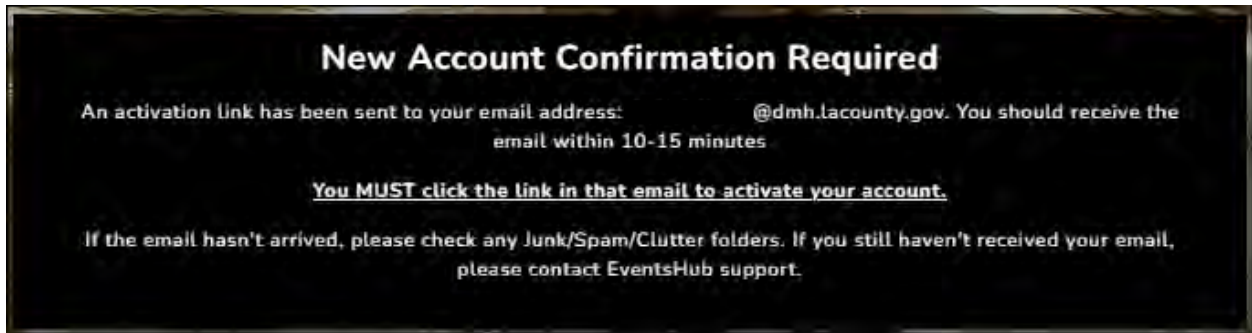 New Account Confirmation Required
An activation link has been sent to your email address: @dmh.lacounty.gov. You should receive the
email within 10-15 minutes
You MUST click the link in that email to activate your account.
If the email hasn't arrived, please check any Junk/Spam/Clutter folders. If you still haven't received your email,
please contact EventsHub support.